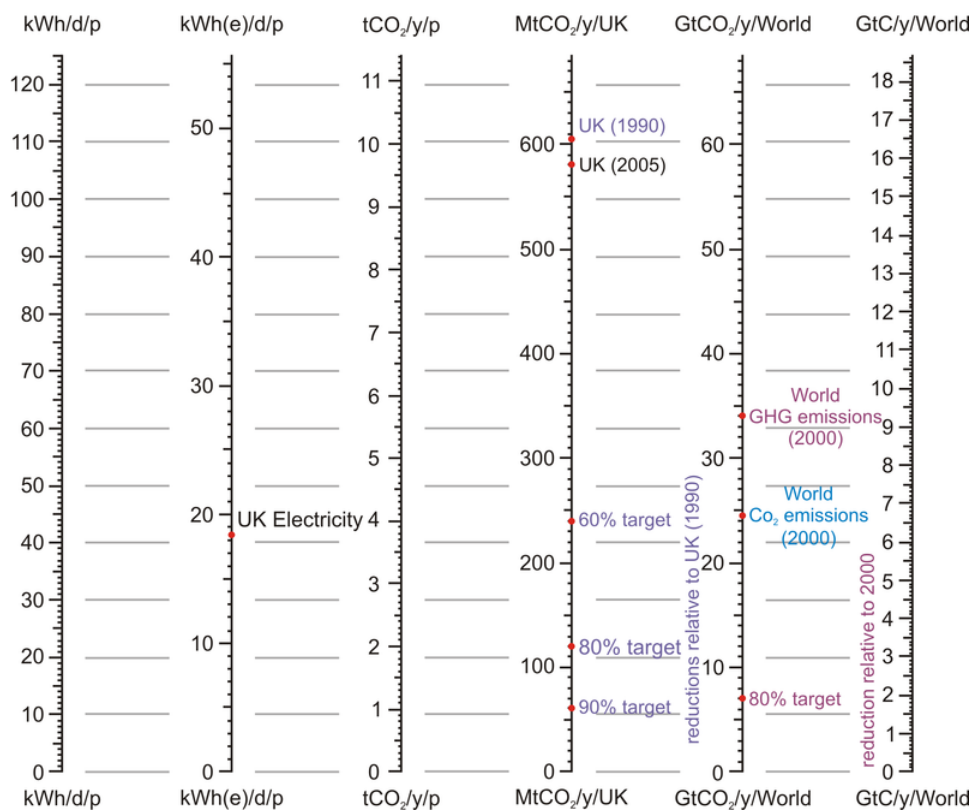 kWh/d/p
kWh(e)/d/p
tCO₂/y/p
MtCO₂/y/UK
GtCO₂/y/World
GtC/y/World
120
110
100
90
80
70
60
50
40
30
20
10
0
50
40
30
20
10
0
UK Electricity
11
10
9
8
7
6
5
4
3
2
1
0
600
500
400
300
200
100
0
UK (1990)
UK (2005)
60% target
80% target
90% target
reductions relative to UK (1990)
60
50
40
30
20
10
0
World
GHG emissions
(2000)
World
Co₂ emissions
(2000)
80% target
reduction relative to 2000
18
17
16
15
14
13
12
11
10
9
8
7
6
5
4
3
2
1
0
kWh/d/p
kWh(e)/d/p
tCO₂/y/p
MtCO₂/y/UK
GtCO₂/y/World
GtC/y/World